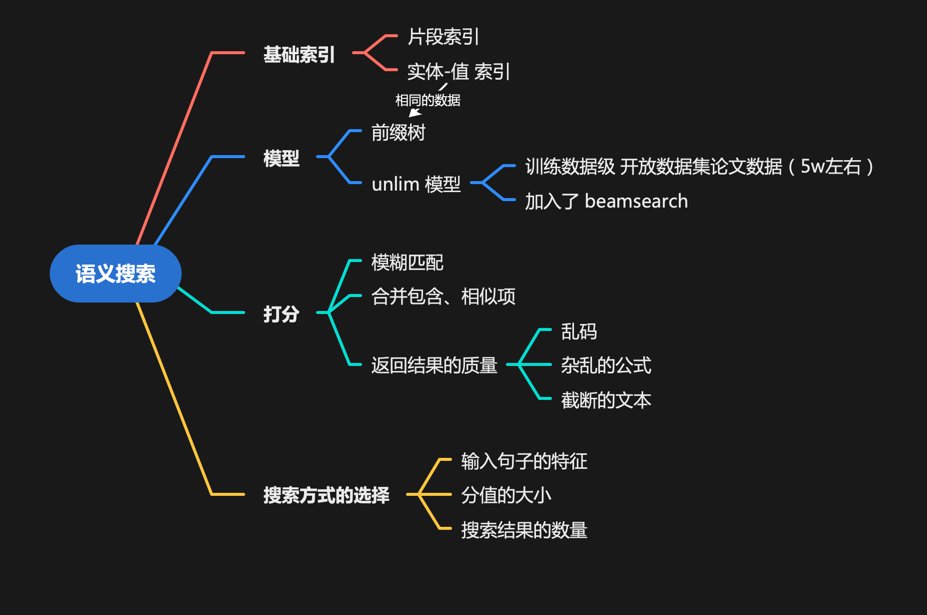 语义搜索
基础索引
片段索引
实体-值 索引
相同的数据
模型
前缀树
unlim 模型
训练数据级 开放数据集论文数据（5w左右）
加入了 beamsearch
打分
模糊匹配
合并包含、相似项
返回结果的质量
乱码
杂乱的公式
截断的文本
搜索方式的选择
输入句子的特征
分值的大小
搜索结果的数量